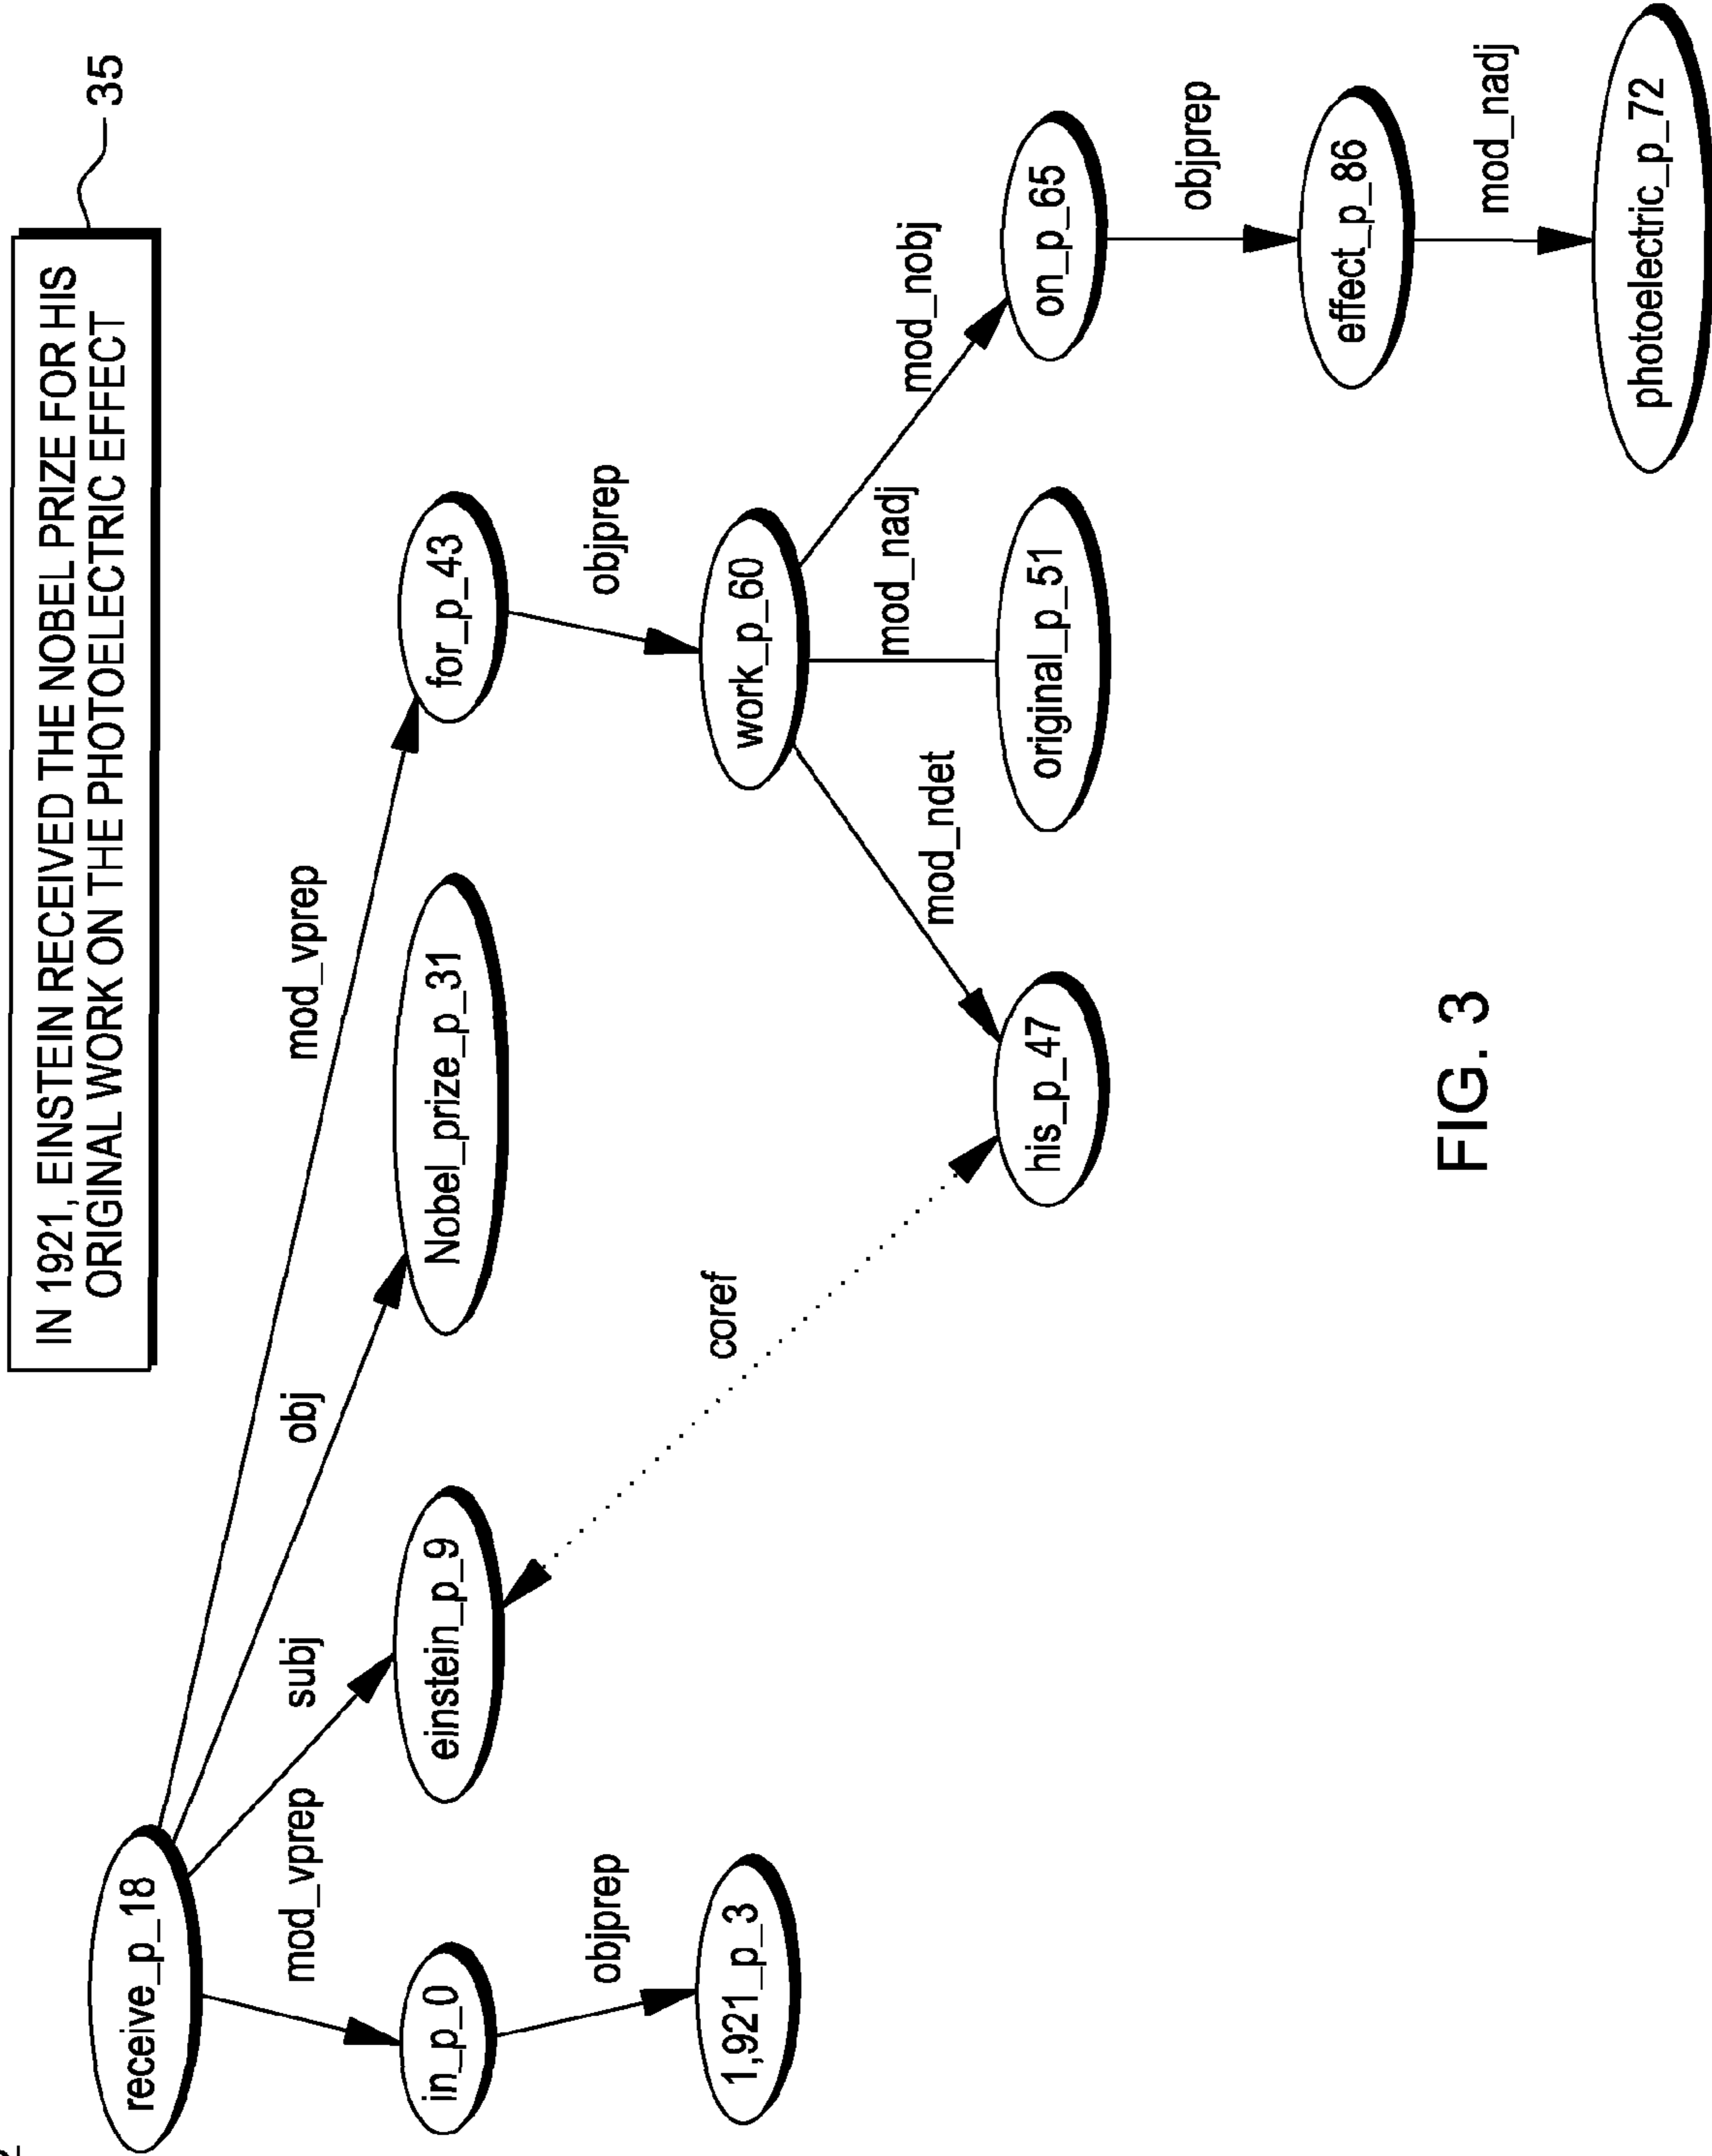 IN 1921, EINSTEIN RECEIVED THE NOBEL PRIZE FOR HIS
ORIGINAL WORK ON THE PHOTOELECTRIC EFFECT
35
receive_p_18
mod_vprep
subj
obj
mod_vprep
in_p_0
einstein_p_9
Nobel_prize_p_31
for_p_43
objprep
coref
objprep
1,921_p_3
work_p_60
mod_ndet
mod_nadj
mod_nobj
his_p_47
original_p_51
on_p_65
objprep
effect_p_86
mod_nadj
photoelectric_p_72
FIG. 3